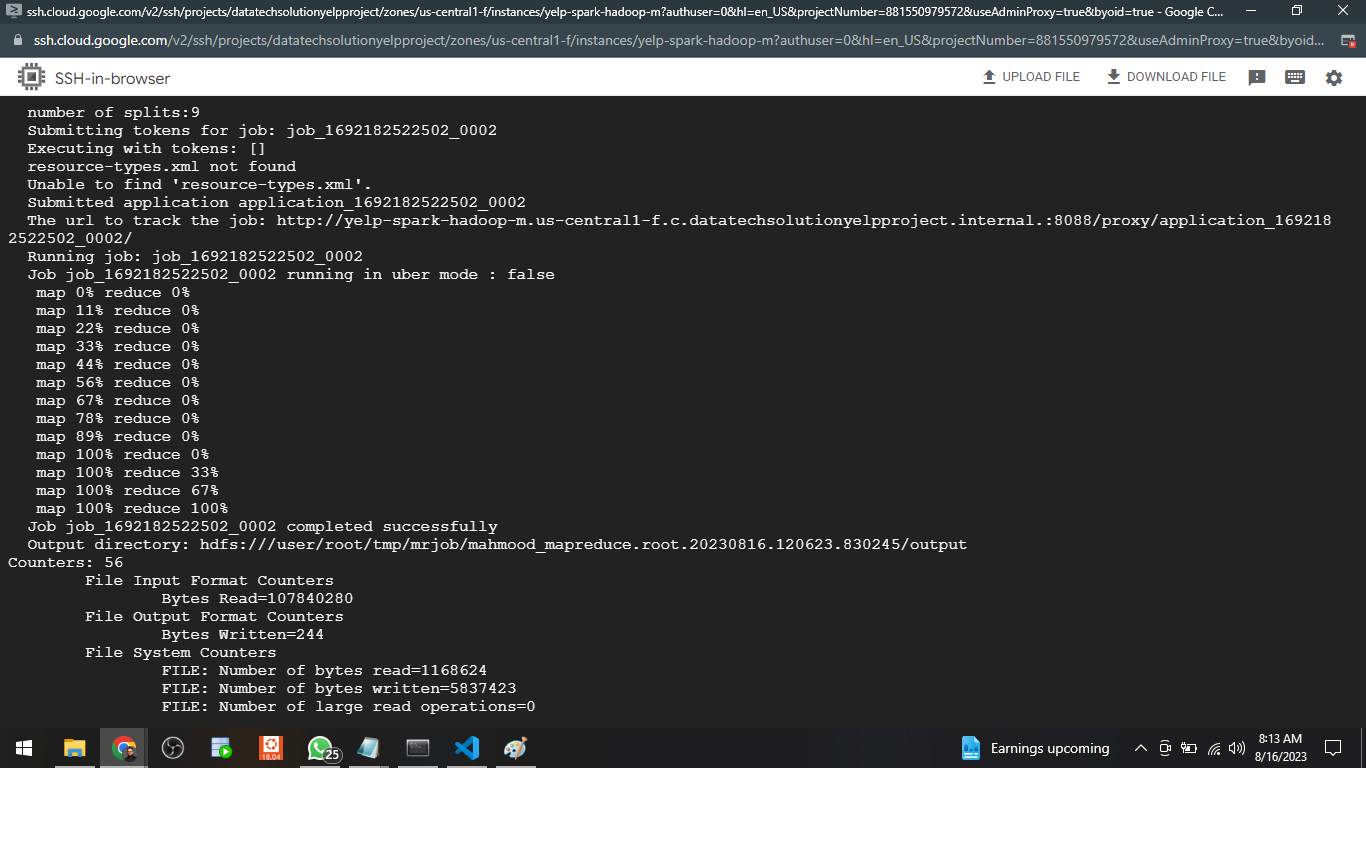 ssh.cloud.google.com/v2/ssh/projects/datatechsolutionyelpproject/zones/us-central1-f/instances/yelp-spark-hadoop-m?authuser=0&hl=en_US&projectNumber=881550979572&useAdminProxy=true&byoid=true - Google C...
ssh.cloud.google.com/v2/ssh/projects/datatechsolutionyelpproject/zones/us-central1-f/instances/yelp-spark-hadoop-m?authuser=0&hl=en_US&projectNumber=881550979572&useAdminProxy=true&byoid...
SSH-in-browser
UPLOAD FILE
DOWNLOAD FILE
number of splits:9
Submitting tokens for job: job_1692182522502_0002
Executing with tokens: []
resource-types.xml not found
Unable to find 'resource-types.xml'.
Submitted application application_1692182522502_0002
The url to track the job: http://yelp-spark-hadoop-m.us-central1-f.c.datatechsolutionyelpproject.internal.:8088/proxy/application_169218
2522502_0002/
Running job: job_1692182522502_0002
Job job_1692182522502_0002 running in uber mode : false
map 0% reduce 0%
map 11% reduce 0%
map 22% reduce 0%
map 33% reduce 0%
map 44% reduce 0%
map 56% reduce 0%
map 67% reduce 0%
map 78% reduce 0%
map 89% reduce 0%
map 100% reduce 0%
map 100% reduce 33%
map 100% reduce 67%
map 100% reduce 100%
Job job_1692182522502_0002 completed successfully
Output directory: hdfs:///user/root/tmp/mrjob/mahmood_mapreduce.root.20230816.120623.830245/output
Counters: 56
File Input Format Counters
Bytes Read=107840280
File Output Format Counters
Bytes Written=244
File System Counters
FILE: Number of bytes read=1168624
FILE: Number of bytes written=5837423
FILE: Number of large read operations=0
18.04
25
Earnings upcoming
8:13 AM
8/16/2023